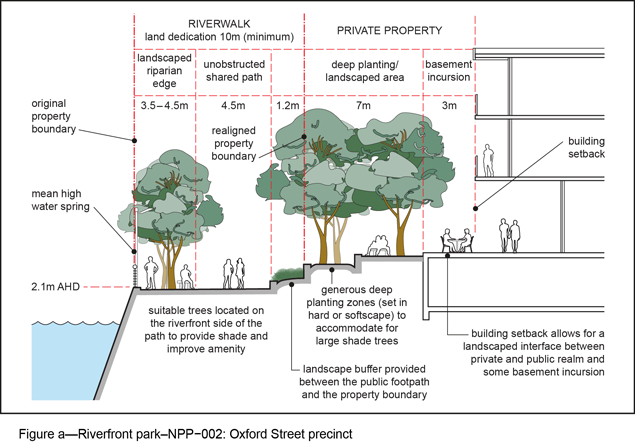 RIVERWALK
land dedication 10m (minimum)
PRIVATE PROPERTY
landscaped
riparian
edge
unobstructed
shared path
deep planting/
landscaped area
basement
incursion
3.5–4.5m
4.5m
1.2m
7m
3m
original
property
boundary
realigned
property
boundary
building
setback
mean high
water spring
2.1m AHD
suitable trees located on
the riverfront side of the
path to provide shade and
improve amenity
generous deep
planting zones (set in
hard or softscape) to
accommodate for
large shade trees
landscape buffer provided
between the public footpath
and the property boundary
building setback allows for a
landscaped interface between
private and public realm and
some basement incursion
Figure a—Riverfront park–NPP−002: Oxford Street precinct